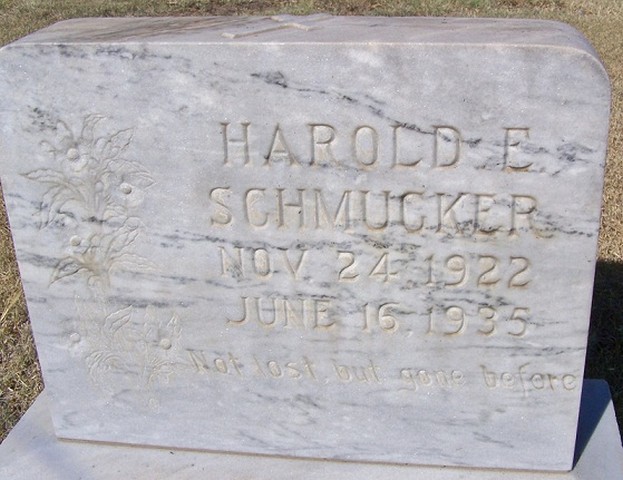 HAROLD E
SCHMUCKER
NOV. 24 1922
JUNE 16, 1935
Not lost, but gone before